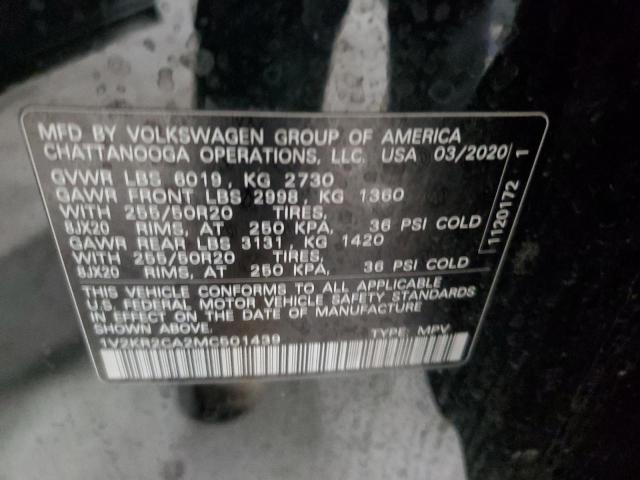 MFD BY VOLKSWAGEN GROUP OF AMERICA
CHATTANOOGA OPERATIONS, LLC. USA 03/2020
GVWR LBS 6019, KG 2730
GAWR FRONT LBS 2998, KG 1360
WITH 255/50R20 TIRES,
8JX20 RIMS, AT 250 KPA, 36 PSI COLD
GAWR REAR LBS 3131, KG 1420
WITH 255/50R20 TIRES,
8JX20 RIMS, AT 250 KPA, 36 PSI COLD
THIS VEHICLE CONFORMS TO ALL APPLICABLE
U.S. FEDERAL MOTOR VEHICLE SAFETY STANDARDS
IN EFFECT ON THE DATE OF MANUFACTURE
SHOWN ABOVE.
1V2KR2CA2MC501439 TYPE: MPV
1120172 1